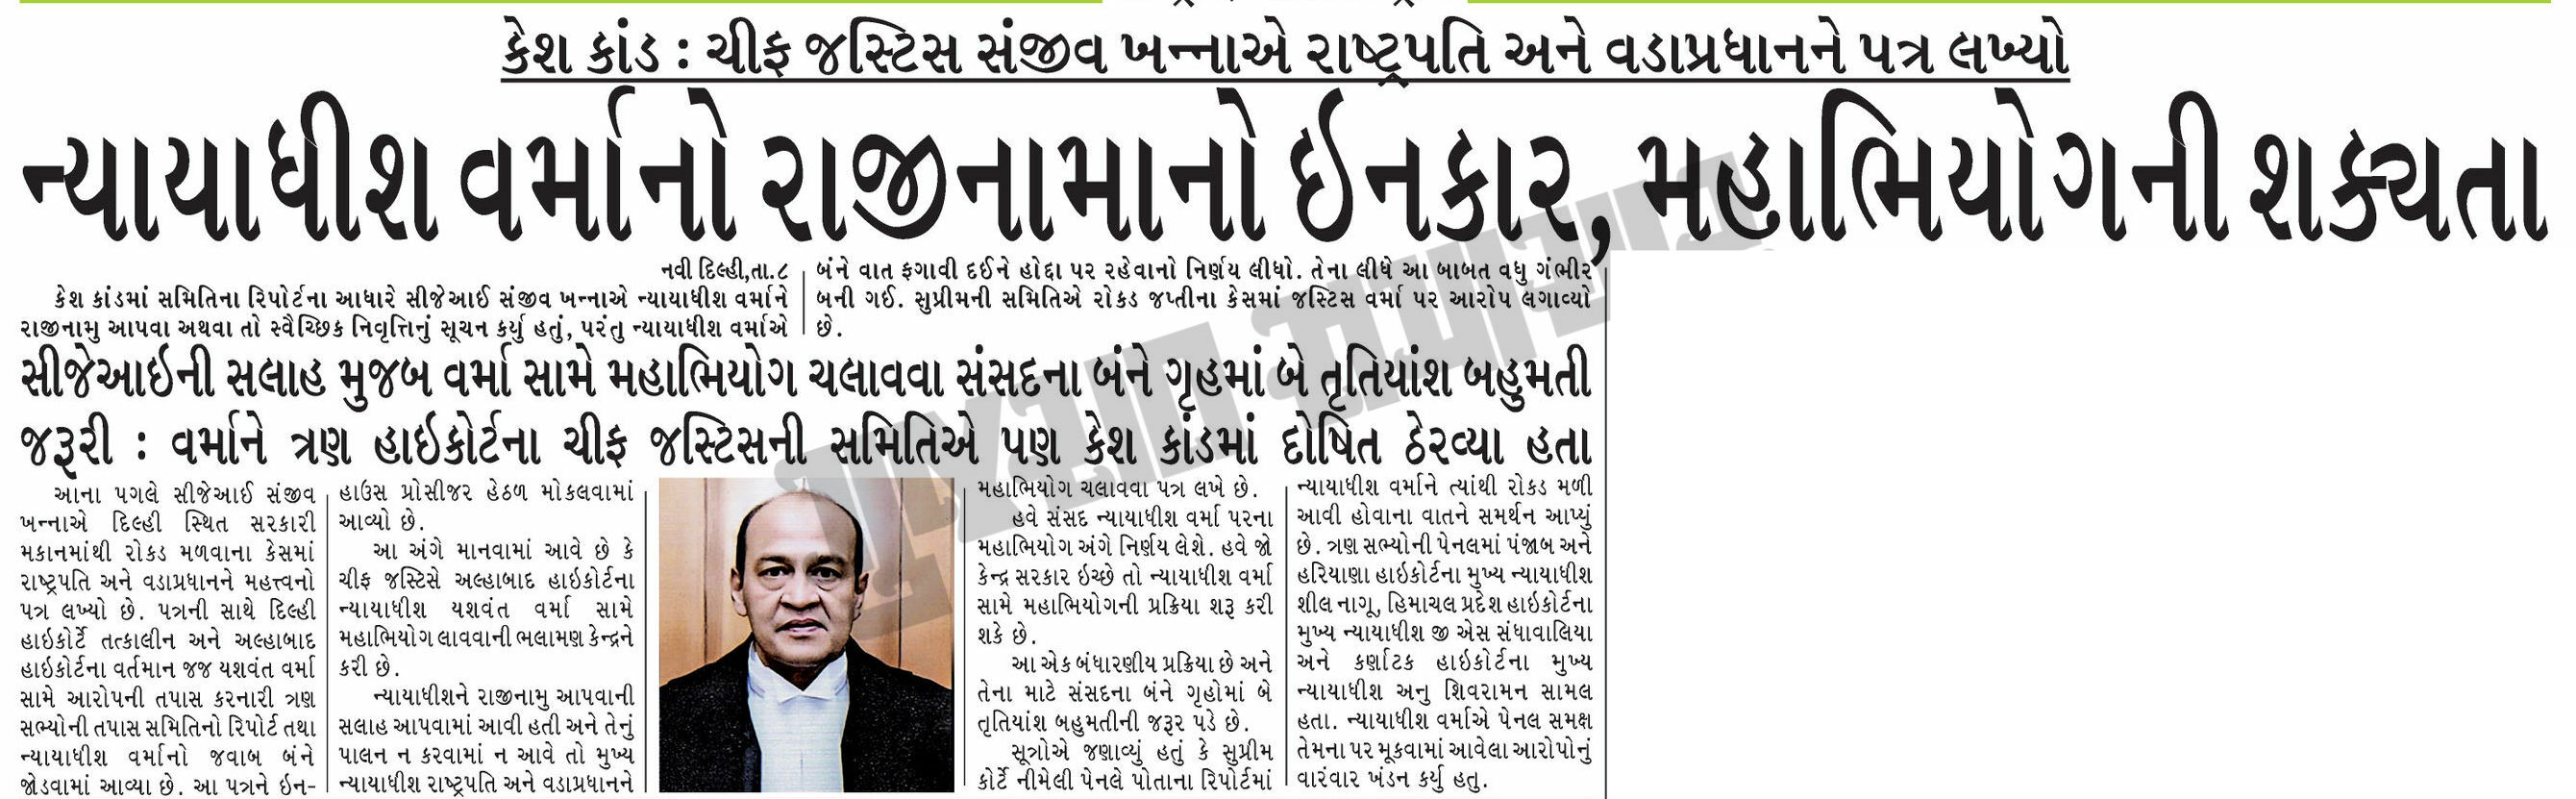 કેશ કાંડ : ચીફ જસ્ટિસ સંજીવ ખન્નાએ રાષ્ટ્રપતિ અને વડાપ્રધાનને પત્ર લખ્યો
ન્યાયાધીશ વર્માનો રાજીનામાનો ઈનકાર, મહાભિયોગની શક્યતા
નવી દિલ્હી,તા.૮
કેશ કાંડમાં સમિતિના રિપોર્ટના આધારે સીજેઆઈ સંજીવ ખન્નાએ ન્યાયાધીશ વર્માને
રાજીનામુ આપવા અથવા તો સ્વૈચ્છિક નિવૃત્તિનું સૂચન કર્યુ હતું, પરંતુ ન્યાયાધીશ વર્માએ
બંને વાત ફગાવી દઈને હોદ્દા પર રહેવાનો નિર્ણય લીધો. તેના લીધે આ બાબત વધુ ગંભીર
બની ગઈ. સુપ્રીમની સમિતિએ રોકડ જપ્તીના કેસમાં જસ્ટિસ વર્મા પર આરોપ લગાવ્યો
છે.
સીજેઆઇની સલાહ મુજબ વર્મા સામે મહાભિયોગ ચલાવવા સંસદના બંને ગૃહમાં બે તૃતિયાંશ બહુમતી
જરૂરી : વર્માને ત્રણ હાઇકોર્ટના ચીફ જસ્ટિસની સમિતિએ પણ કેશ કાંડમાં દોષિત ઠેરવ્યા હતા
આના પગલે સીજેઆઈ સંજીવ
ખન્નાએ દિલ્હી સ્થિત સરકારી
મકાનમાંથી રોકડ મળવાના કેસમાં
રાષ્ટ્રપતિ અને વડાપ્રધાનને મહત્ત્વનો
પત્ર લખ્યો છે. પત્રની સાથે દિલ્હી
હાઇકોર્ટે તત્કાલીન અને અલ્હાબાદ
હાઇકોર્ટના વર્તમાન જજ યશવંત વર્મા
સામે આરોપની તપાસ કરનારી ત્રણ
સભ્યોની તપાસ સમિતિનો રિપોર્ટ તથા
ન્યાયાધીશ વર્માનો જવાબ બંને
જોડવામાં આવ્યા છે. આ પત્રને ઇન-
હાઉસ પ્રોસીજર હેઠળ મોકલવામાં
આવ્યો છે.
આ અંગે માનવામાં આવે છે કે
ચીફ જસ્ટિસે અલ્હાબાદ હાઇકોર્ટના
ન્યાયાધીશ યશવંત વર્મા સામે
મહાભિયોગ લાવવાની ભલામણ કેન્દ્રને
કરી છે.
ન્યાયાધીશને રાજીનામુ આપવાની
સલાહ આપવામાં આવી હતી અને તેનું
પાલન ન કરવામાં ન આવે તો મુખ્ય
ન્યાયાધીશ રાષ્ટ્રપતિ અને વડાપ્રધાનને
મહાભિયોગ ચલાવવા પત્ર લખે છે.
હવે સંસદ ન્યાયાધીશ વર્મા પરના
મહાભિયોગ અંગે નિર્ણય લેશે. હવે જો
કેન્દ્ર સરકાર ઇચ્છે તો ન્યાયાધીશ વર્મા
સામે મહાભિયોગની પ્રક્રિયા શરૂ કરી
શકે છે.
આ એક બંધારણીય પ્રક્રિયા છે અને
તેના માટે સંસદના બંને ગૃહોમાં બે
તૃતિયાંશ બહુમતીની જરૂર પડે છે.
સૂત્રોએ જણાવ્યું હતું કે સુપ્રીમ
કોર્ટે નીમેલી પેનલે પોતાના રિપોર્ટમાં
ન્યાયાધીશ વર્માને ત્યાંથી રોકડ મળી
આવી હોવાના વાતને સમર્થન આપ્યું
છે. ત્રણ સભ્યોની પેનલમાં પંજાબ અને
હરિયાણા હાઇકોર્ટના મુખ્ય ન્યાયાધીશ
શીલ નાગૂ, હિમાચલ પ્રદેશ હાઇકોર્ટના
મુખ્ય ન્યાયાધીશ જી એસ સંધાવાલિયા
અને કર્ણાટક હાઇકોર્ટના મુખ્ય
ન્યાયાધીશ અનુ શિવરામન સામલ
હતા. ન્યાયાધીશ વર્માએ પેનલ સમક્ષ
તેમના પર મૂકવામાં આવેલા આરોપોનું
વારંવાર ખંડન કર્યુ હતુ.